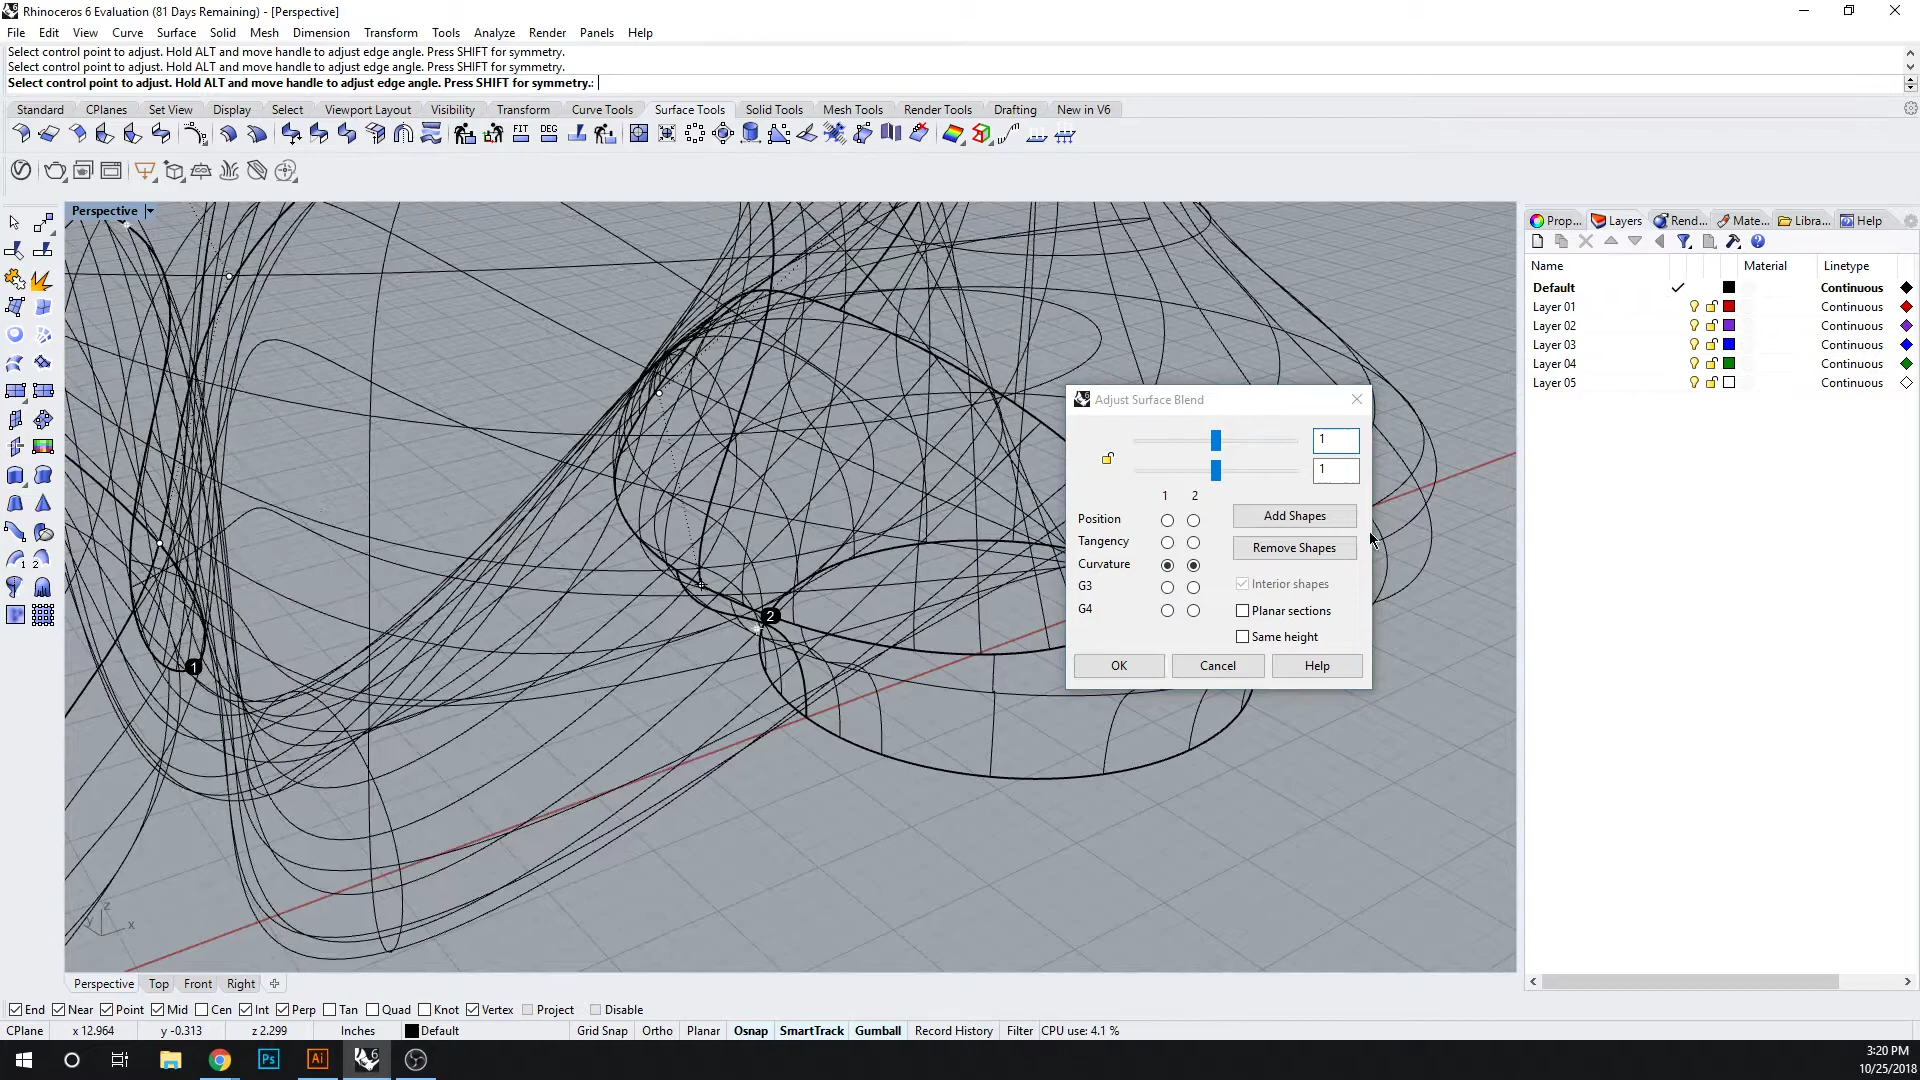 Rhinoceros 6 Evaluation (81 Days Remaining) - [Perspective]
File Edit View Curve Surface Solid Mesh Dimension Transform Tools Analyze Render Panels Help
Select control point to adjust. Hold ALT and move handle to adjust edge angle. Press SHIFT for symmetry.
Select control point to adjust. Hold ALT and move handle to adjust edge angle. Press SHIFT for symmetry.
Select control point to adjust. Hold ALT and move handle to adjust edge angle. Press SHIFT for symmetry.:
Standard CPlanes Set View Display Select Viewport Layout Visibility Transform Curve Tools Surface Tools Solid Tools Mesh Tools Render Tools Drafting New in V6
FIT DEG
Perspective
Prop... Layers Rend... Mate... Libra... Help
Name Material Linetype
Default Continuous
Layer 01 Continuous
Layer 02 Continuous
Layer 03 Continuous
Layer 04 Continuous
Layer 05 Continuous
Adjust Surface Blend
1
1
1 2
Position
Tangency
Curvature
G3
G4
Add Shapes
Remove Shapes
Interior shapes
Planar sections
Same height
OK Cancel Help
2
1
z
y x
Perspective Top Front Right
End Near Point Mid Cen Int Perp Tan Quad Knot Vertex Project Disable
CPlane x 12.964 y -0.313 z 2.299 Inches Default Grid Snap Ortho Planar Osnap SmartTrack Gumball Record History Filter CPU use: 4.1 %
Ps Ai 6
3:20 PM
10/25/2018